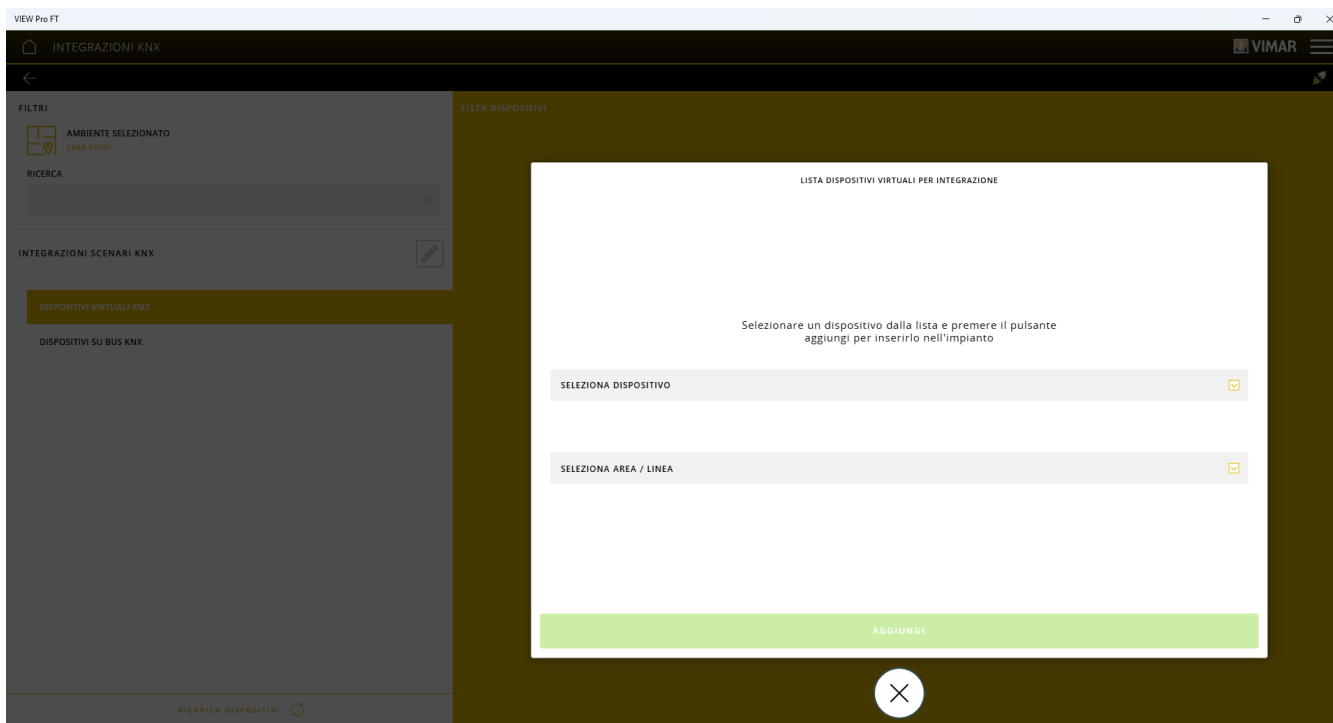 VIEW Pro FT
INTEGRAZIONI KNX
VIMAR
FILTRI
LISTA DISPOSITIVI
AMBIENTE SELEZIONATO
CASA ROSSI
RICERCA
LISTA DISPOSITIVI VIRTUALI PER INTEGRAZIONE
INTEGRAZIONI SCENARI KNX
DISPOSITIVI VIRTUALI KNX
DISPOSITIVI SU BUS KNX
Selezionare un dispositivo dalla lista e premere il pulsante
aggiungi per inserirlo nell'impianto
SELEZIONA DISPOSITIVO
SELEZIONA AREA / LINEA
AGGIUNGI
RICARICA DISPOSITIVI